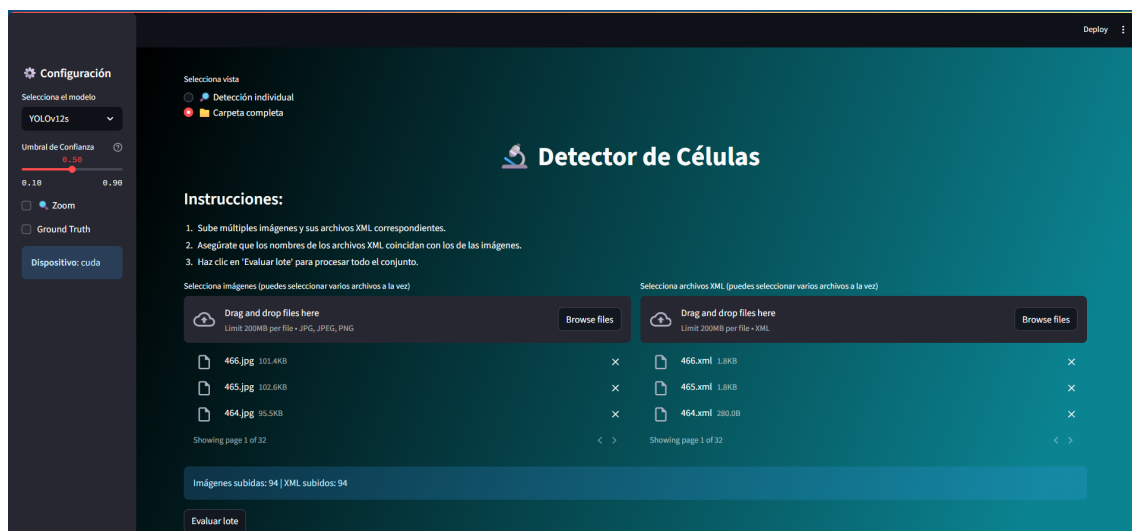 Deploy
Configuración
Selecciona el modelo
YOLOv12s
Umbral de Confianza
0.50
0.10 0.90
Zoom
Ground Truth
Dispositivo: cuda
Selecciona vista
Detección individual
Carpeta completa
Detector de Células
Instrucciones:
1. Sube múltiples imágenes y sus archivos XML correspondientes.
2. Asegúrate que los nombres de los archivos XML coincidan con los de las imágenes.
3. Haz clic en 'Evaluar lote' para procesar todo el conjunto.
Selecciona imágenes (puedes seleccionar varios archivos a la vez)
Drag and drop files here
Limit 200MB per file • JPG, JPEG, PNG
Browse files
466.jpg 101.4KB
465.jpg 102.6KB
464.jpg 95.5KB
Showing page 1 of 32
Selecciona archivos XML (puedes seleccionar varios archivos a la vez)
Drag and drop files here
Limit 200MB per file • XML
Browse files
466.xml 1.8KB
465.xml 1.8KB
464.xml 280.0B
Showing page 1 of 32
Imágenes subidas: 94 | XML subidos: 94
Evaluar lote